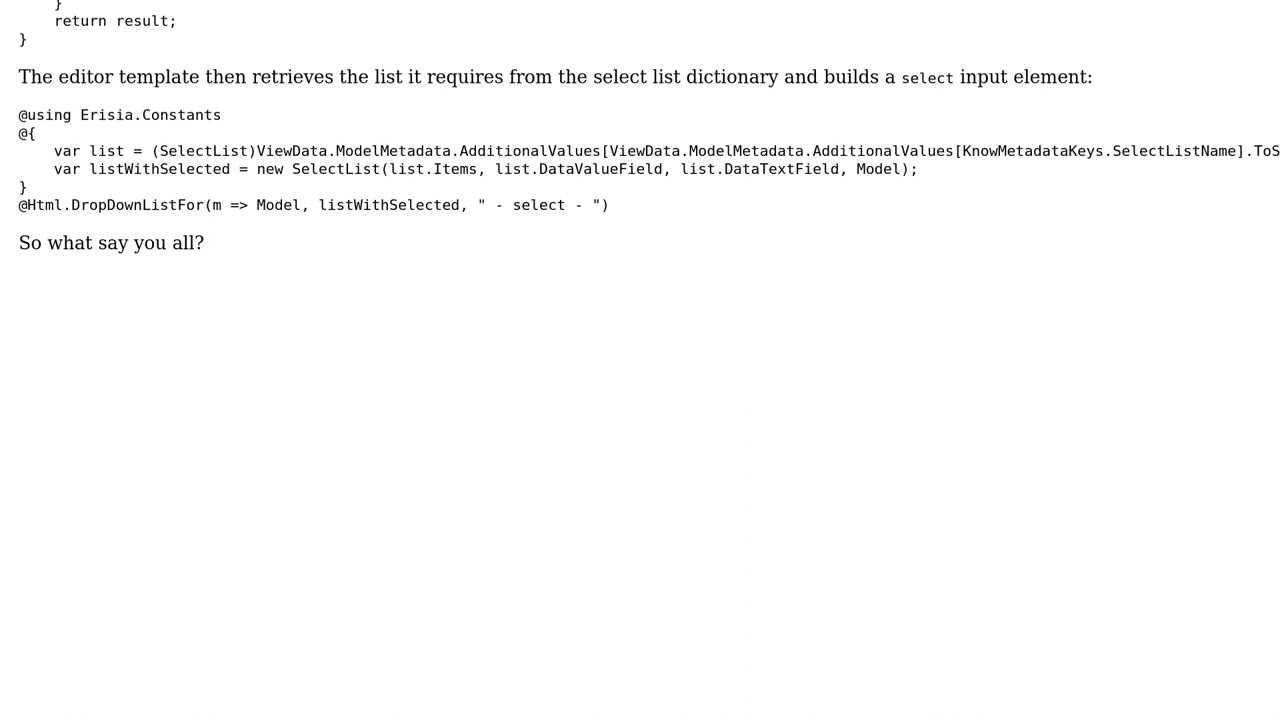 }
    return result;
}
The editor template then retrieves the list it requires from the select list dictionary and builds a select input element:
@using Erisia.Constants
@{
    var list = (SelectList)ViewData.ModelMetadata.AdditionalValues[ViewData.ModelMetadata.AdditionalValues[KnowMetadataKeys.SelectListName].ToS
    var listWithSelected = new SelectList(list.Items, list.DataValueField, list.DataTextField, Model);
}
@Html.DropDownListFor(m => Model, listWithSelected, " - select - ")
So what say you all?